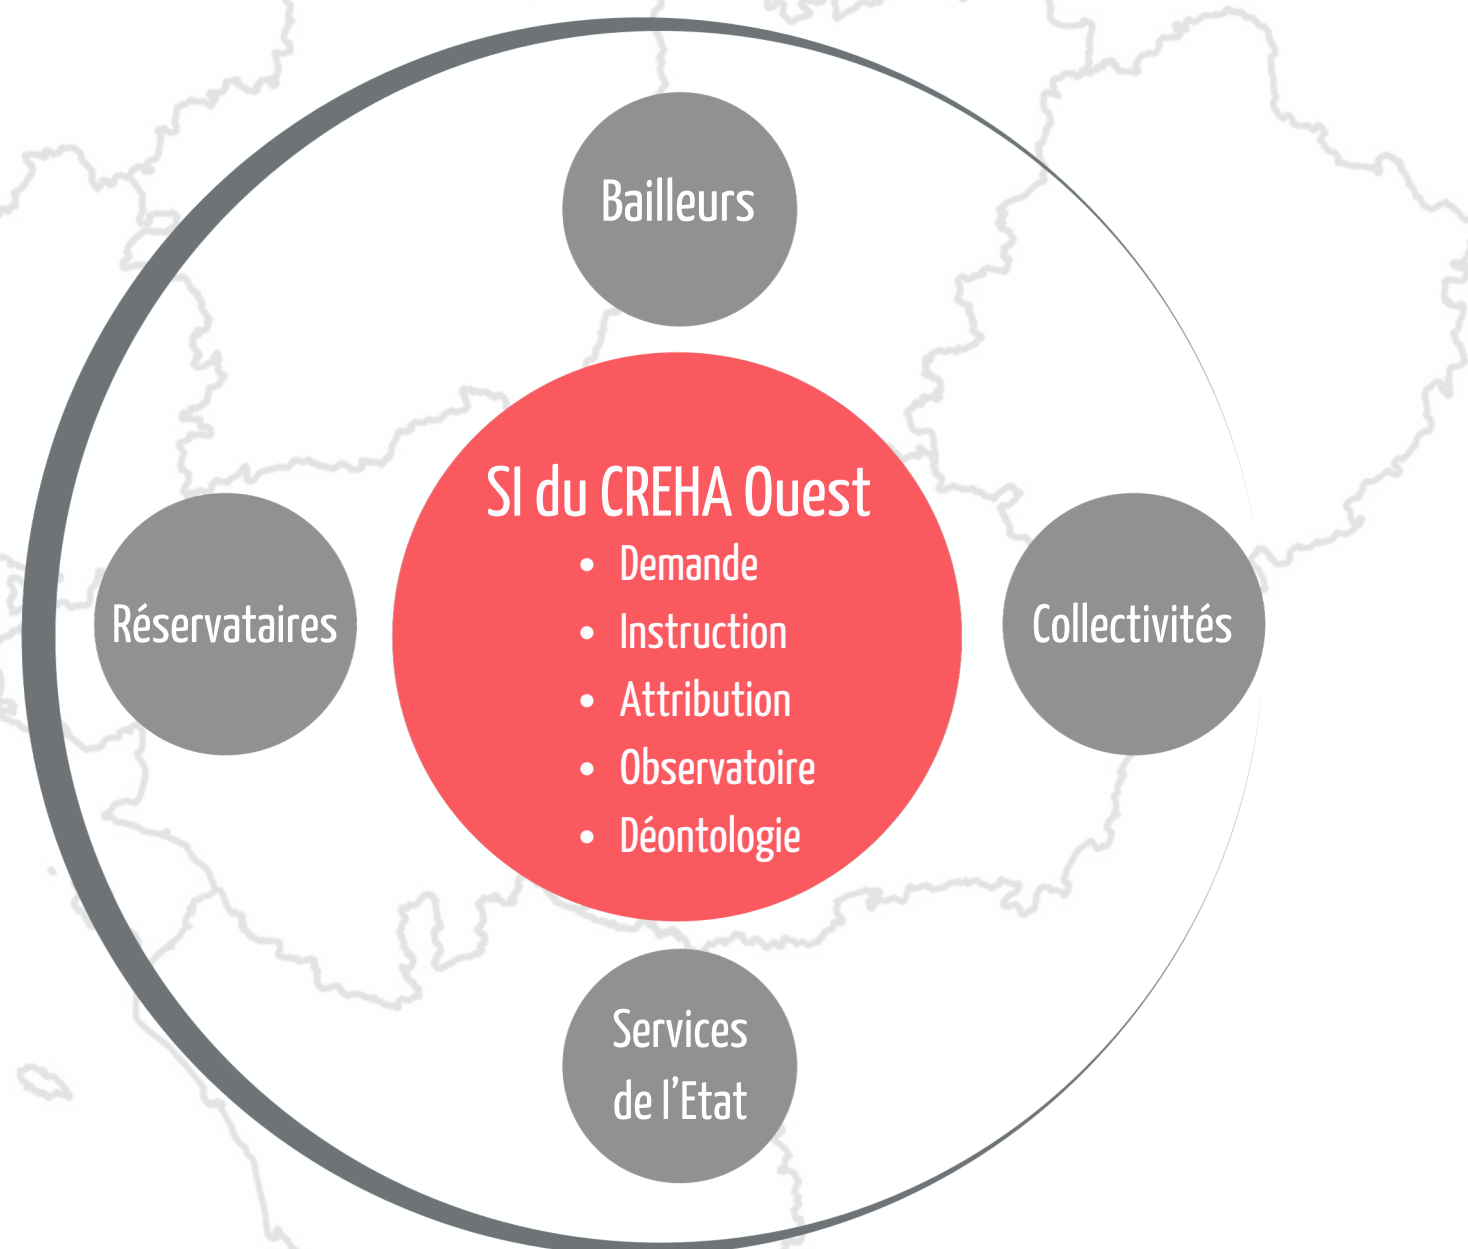 Bailleurs
SI du CREHA Ouest
• Demande
• Instruction
• Attribution
• Observatoire
• Déontologie
Réservataires
Collectivités
Services
de l'Etat